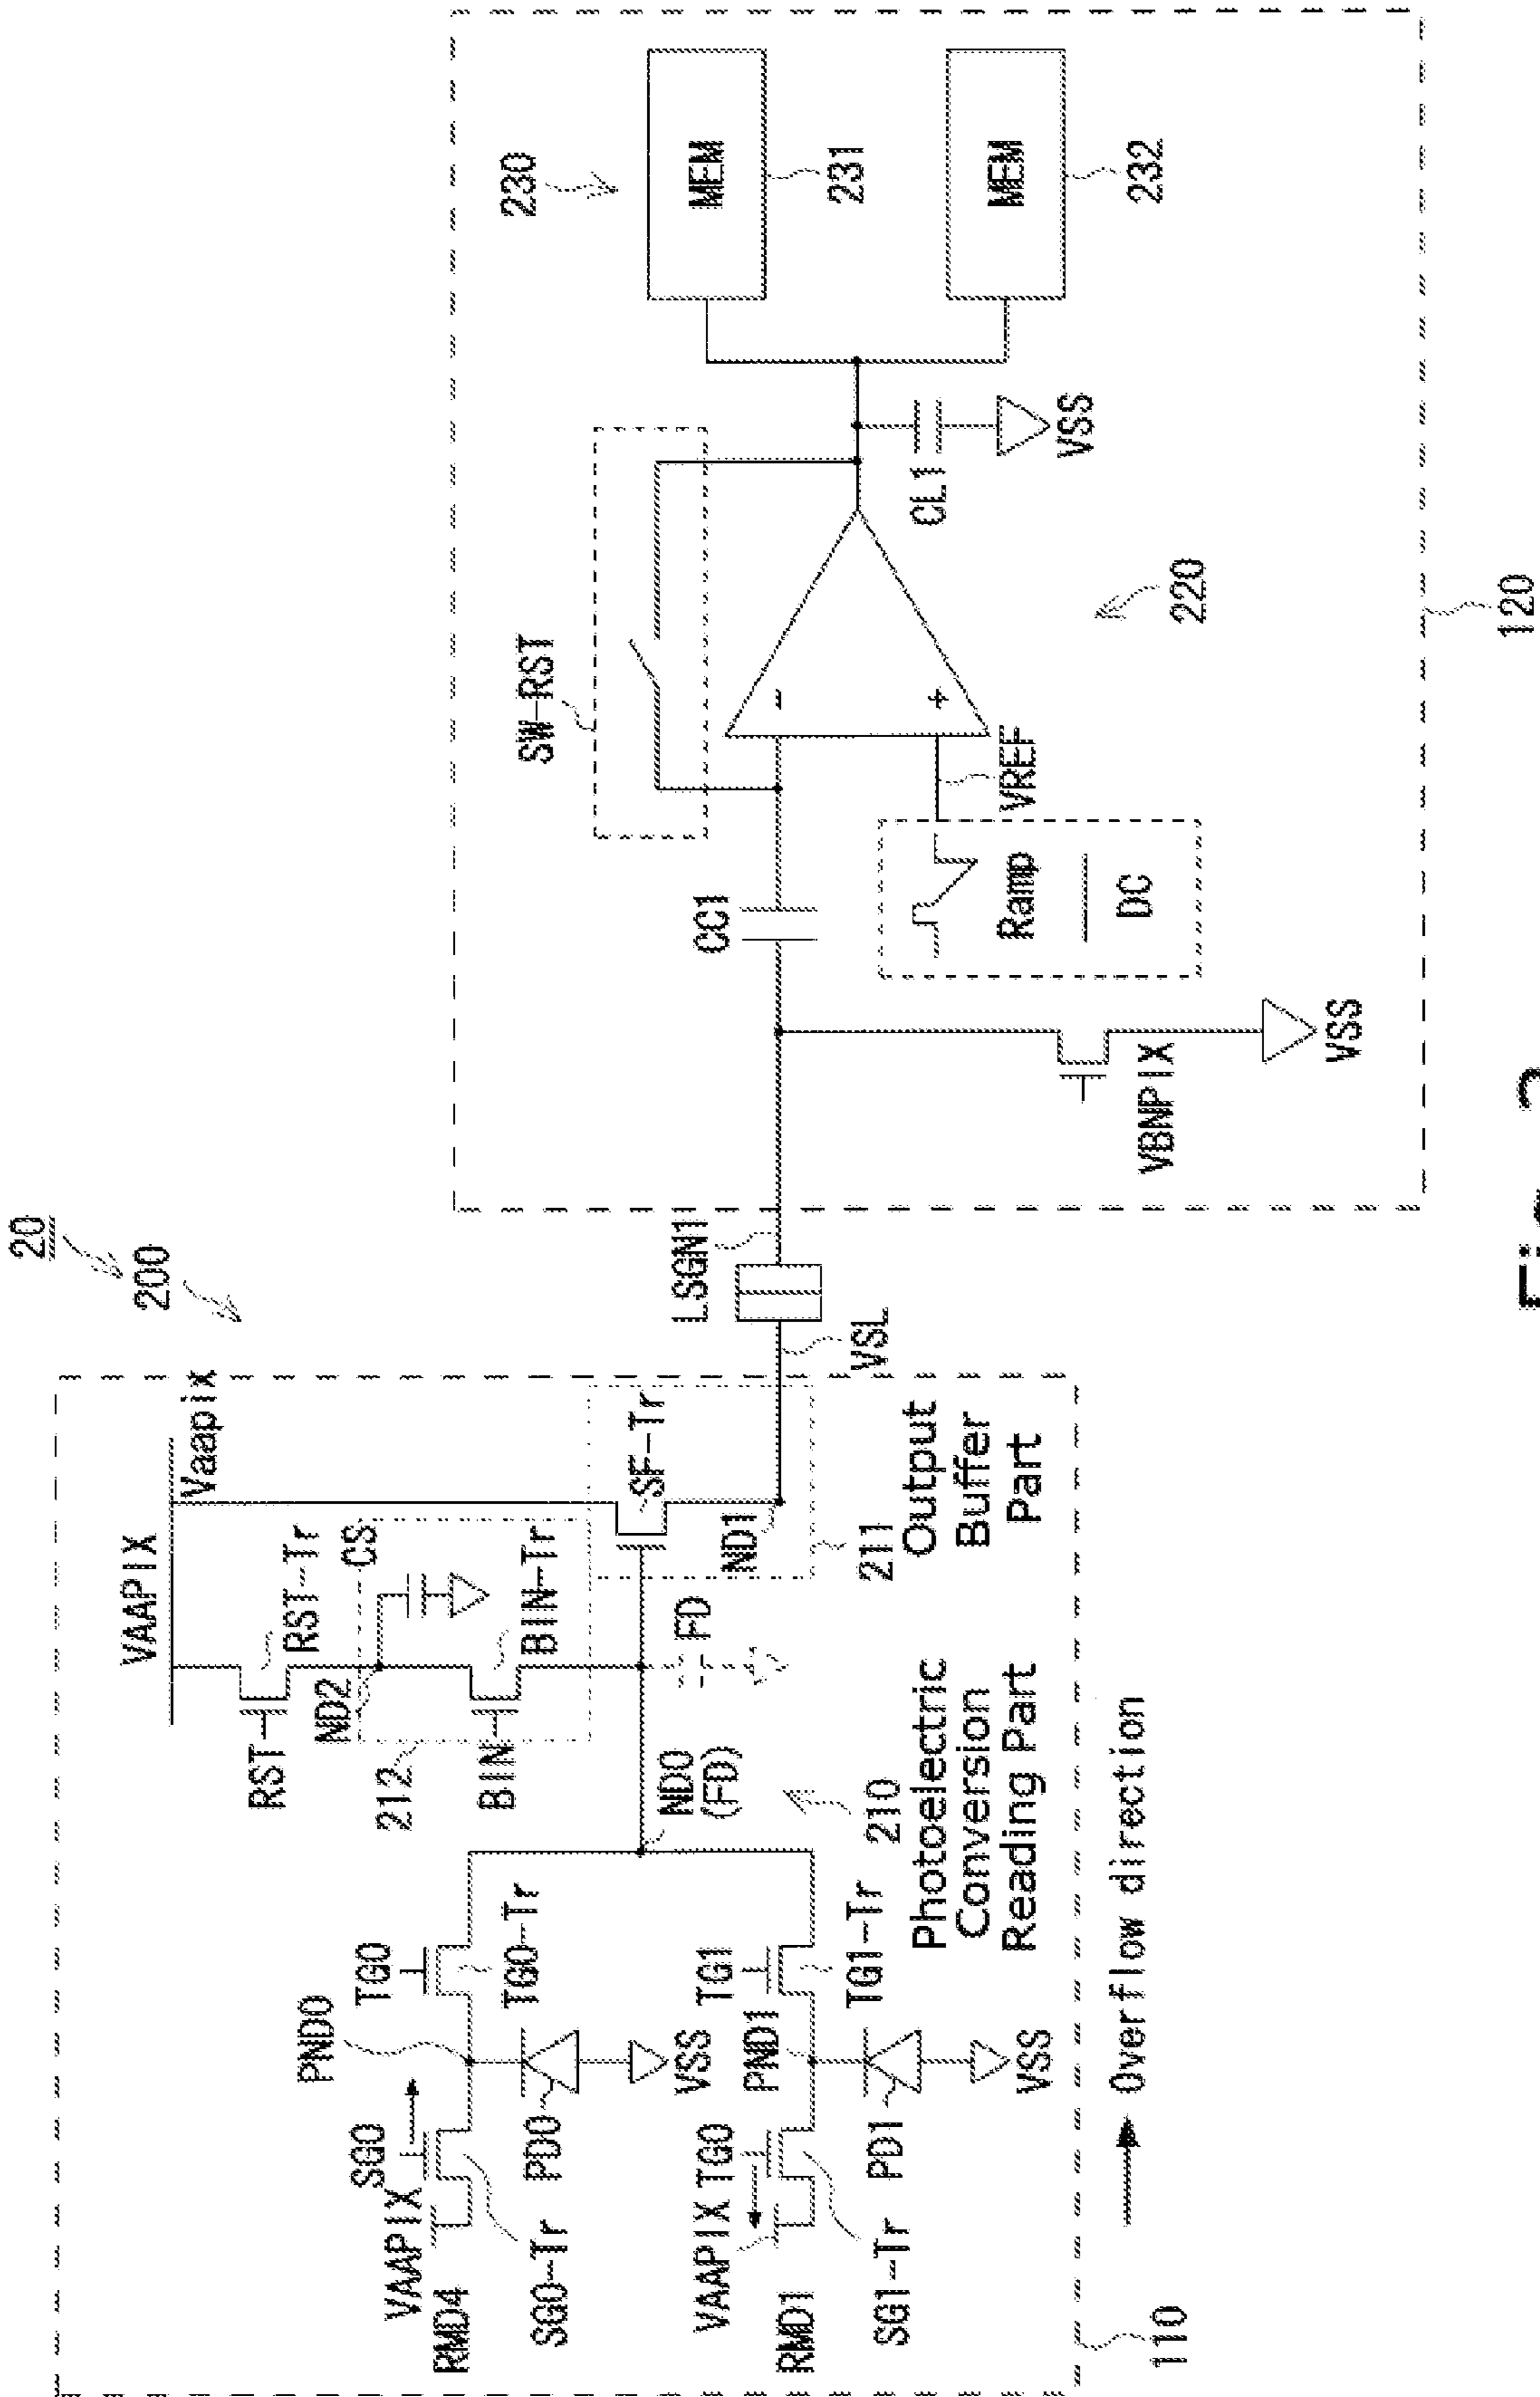 20
200
VAAPIX
Vaapix
RST
RST-Tr
ND2
CS
212
BIN
BIN-Tr
SF-Tr
FD
ND1
211
Output
Buffer
Part
ND0
(FD)
210
Photoelectric
Conversion
Reading Part
PND0
TG0
TG0-Tr
SG0
VAAPIX
RMD4
SG0-Tr
PD0
VSS
PND1
TG1
TG1-Tr
TG0
VAAPIX
RMD1
SG1-Tr
PD1
VSS
110
Overflow direction
VSL
LSGN1
VBNPIX
VSS
CC1
SW-RST
-
+
VREF
Ramp
DC
220
CL1
VSS
230
MEM
231
MEM
232
120